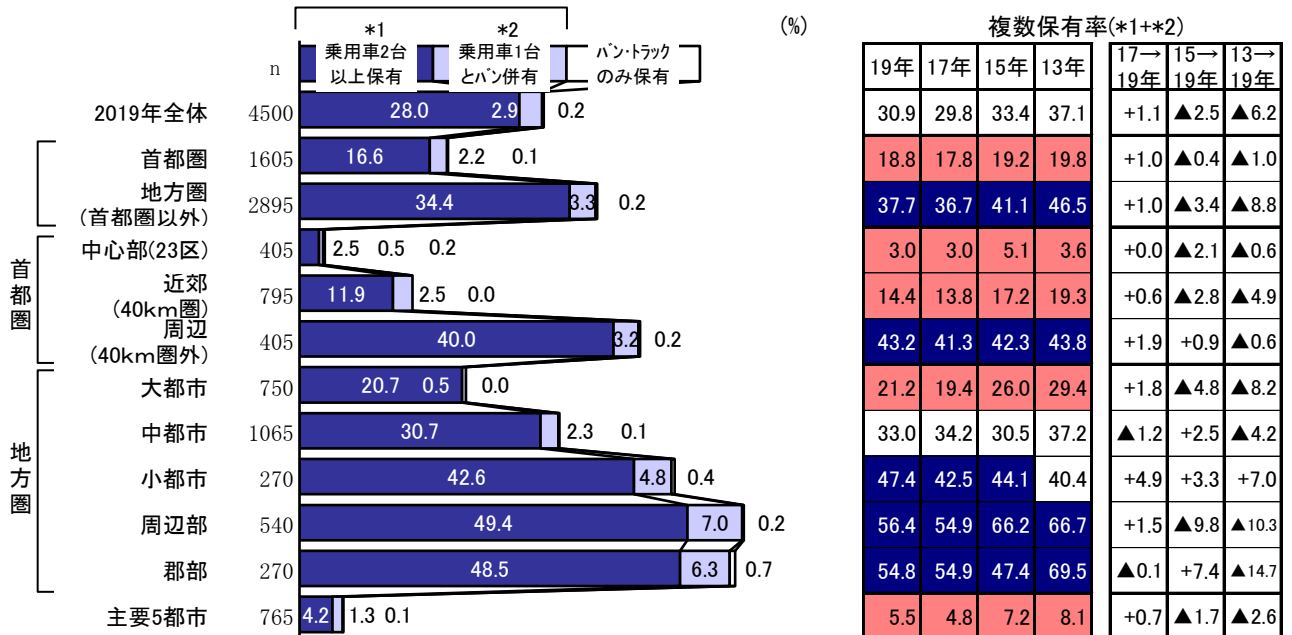 (%)
*1
*2
乗用車2台
以上保有
乗用車1台
とバン併有
バン・トラック
のみ保有
n
複数保有率(*1+*2)
19年 17年 15年 13年 17→19年 15→19年 13→19年
2019年全体 4500 28.0 2.9 0.2 30.9 29.8 33.4 37.1 +1.1 ▲2.5 ▲6.2
首都圏 1605 16.6 2.2 0.1 18.8 17.8 19.2 19.8 +1.0 ▲0.4 ▲1.0
地方圏
(首都圏以外) 2895 34.4 3.3 0.2 37.7 36.7 41.1 46.5 +1.0 ▲3.4 ▲8.8
首都圏
中心部(23区) 405 2.5 0.5 0.2 3.0 3.0 5.1 3.6 +0.0 ▲2.1 ▲0.6
近郊
(40km圏) 795 11.9 2.5 0.0 14.4 13.8 17.2 19.3 +0.6 ▲2.8 ▲4.9
周辺
(40km圏外) 405 40.0 3.2 0.2 43.2 41.3 42.3 43.8 +1.9 +0.9 ▲0.6
地方圏
大都市 750 20.7 0.5 0.0 21.2 19.4 26.0 29.4 +1.8 ▲4.8 ▲8.2
中都市 1065 30.7 2.3 0.1 33.0 34.2 30.5 37.2 ▲1.2 +2.5 ▲4.2
小都市 270 42.6 4.8 0.4 47.4 42.5 44.1 40.4 +4.9 +3.3 +7.0
周辺部 540 49.4 7.0 0.2 56.4 54.9 66.2 66.7 +1.5 ▲9.8 ▲10.3
郡部 270 48.5 6.3 0.7 54.8 54.9 47.4 69.5 ▲0.1 +7.4 ▲14.7
主要5都市 765 4.2 1.3 0.1 5.5 4.8 7.2 8.1 +0.7 ▲1.7 ▲2.6